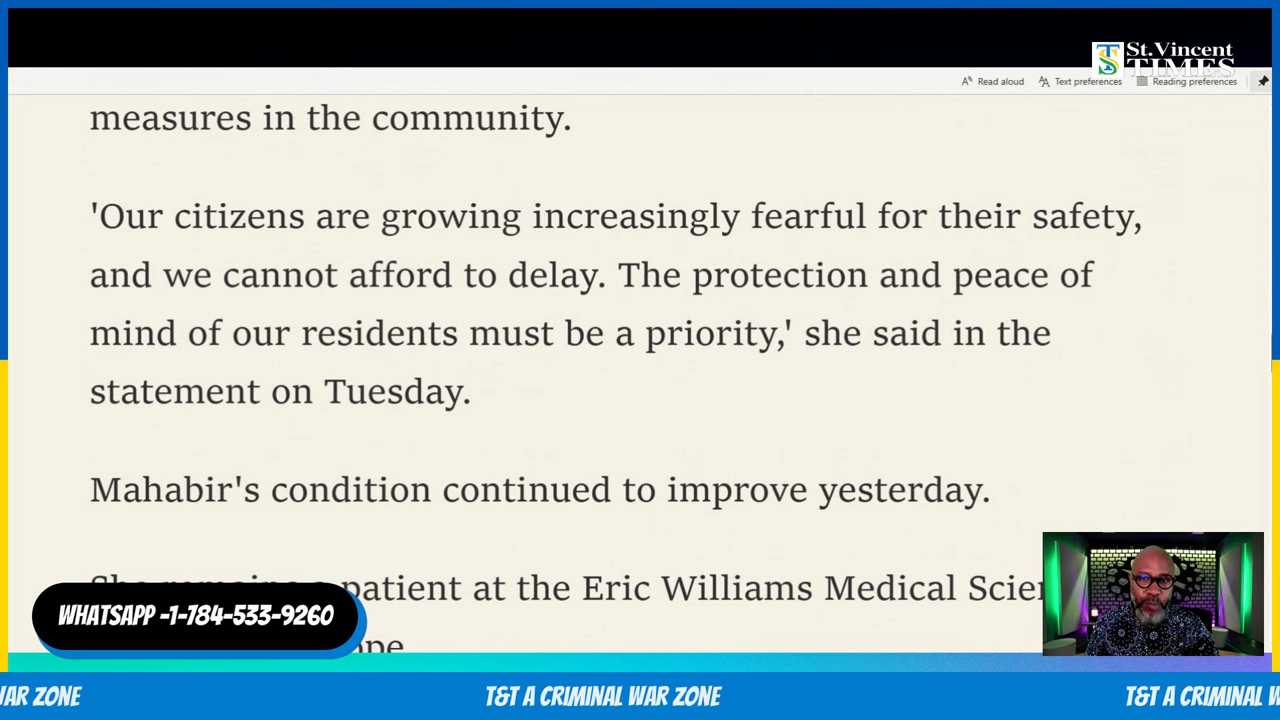 St.Vincent
TIMES
Read aloud
Text preferences
Reading preferences
measures in the community.
'Our citizens are growing increasingly fearful for their safety,
and we cannot afford to delay. The protection and peace of
mind of our residents must be a priority,' she said in the
statement on Tuesday.
Mahabir's condition continued to improve yesterday.
patient at the Eric Williams Medical
WHATSAPP -1-784-533-9260
WAR ZONE
T&T A CRIMINAL WAR ZONE
T&T A CRIMINAL